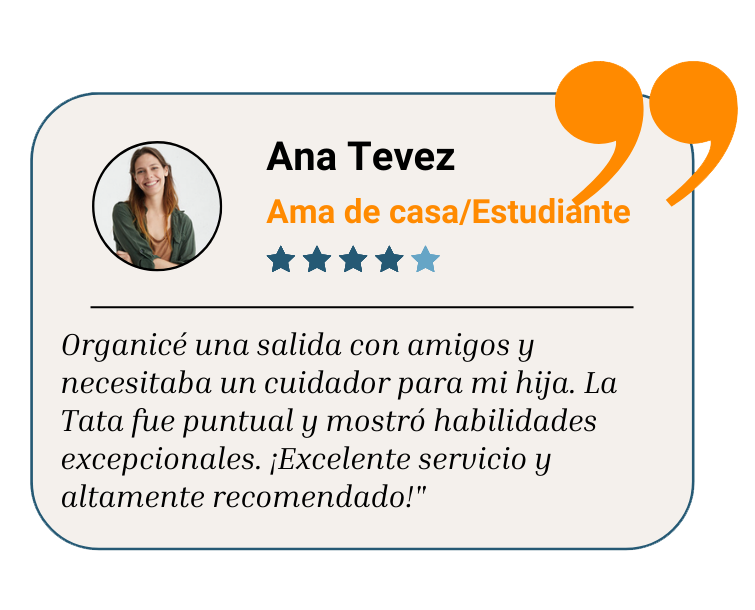 Ana Tevez
Ama de casa/Estudiante
Organicé una salida con amigos y
necesitaba un cuidador para mi hija. La
Tata fue puntual y mostró habilidades
excepcionales. ¡Excelente servicio y
altamente recomendado!"